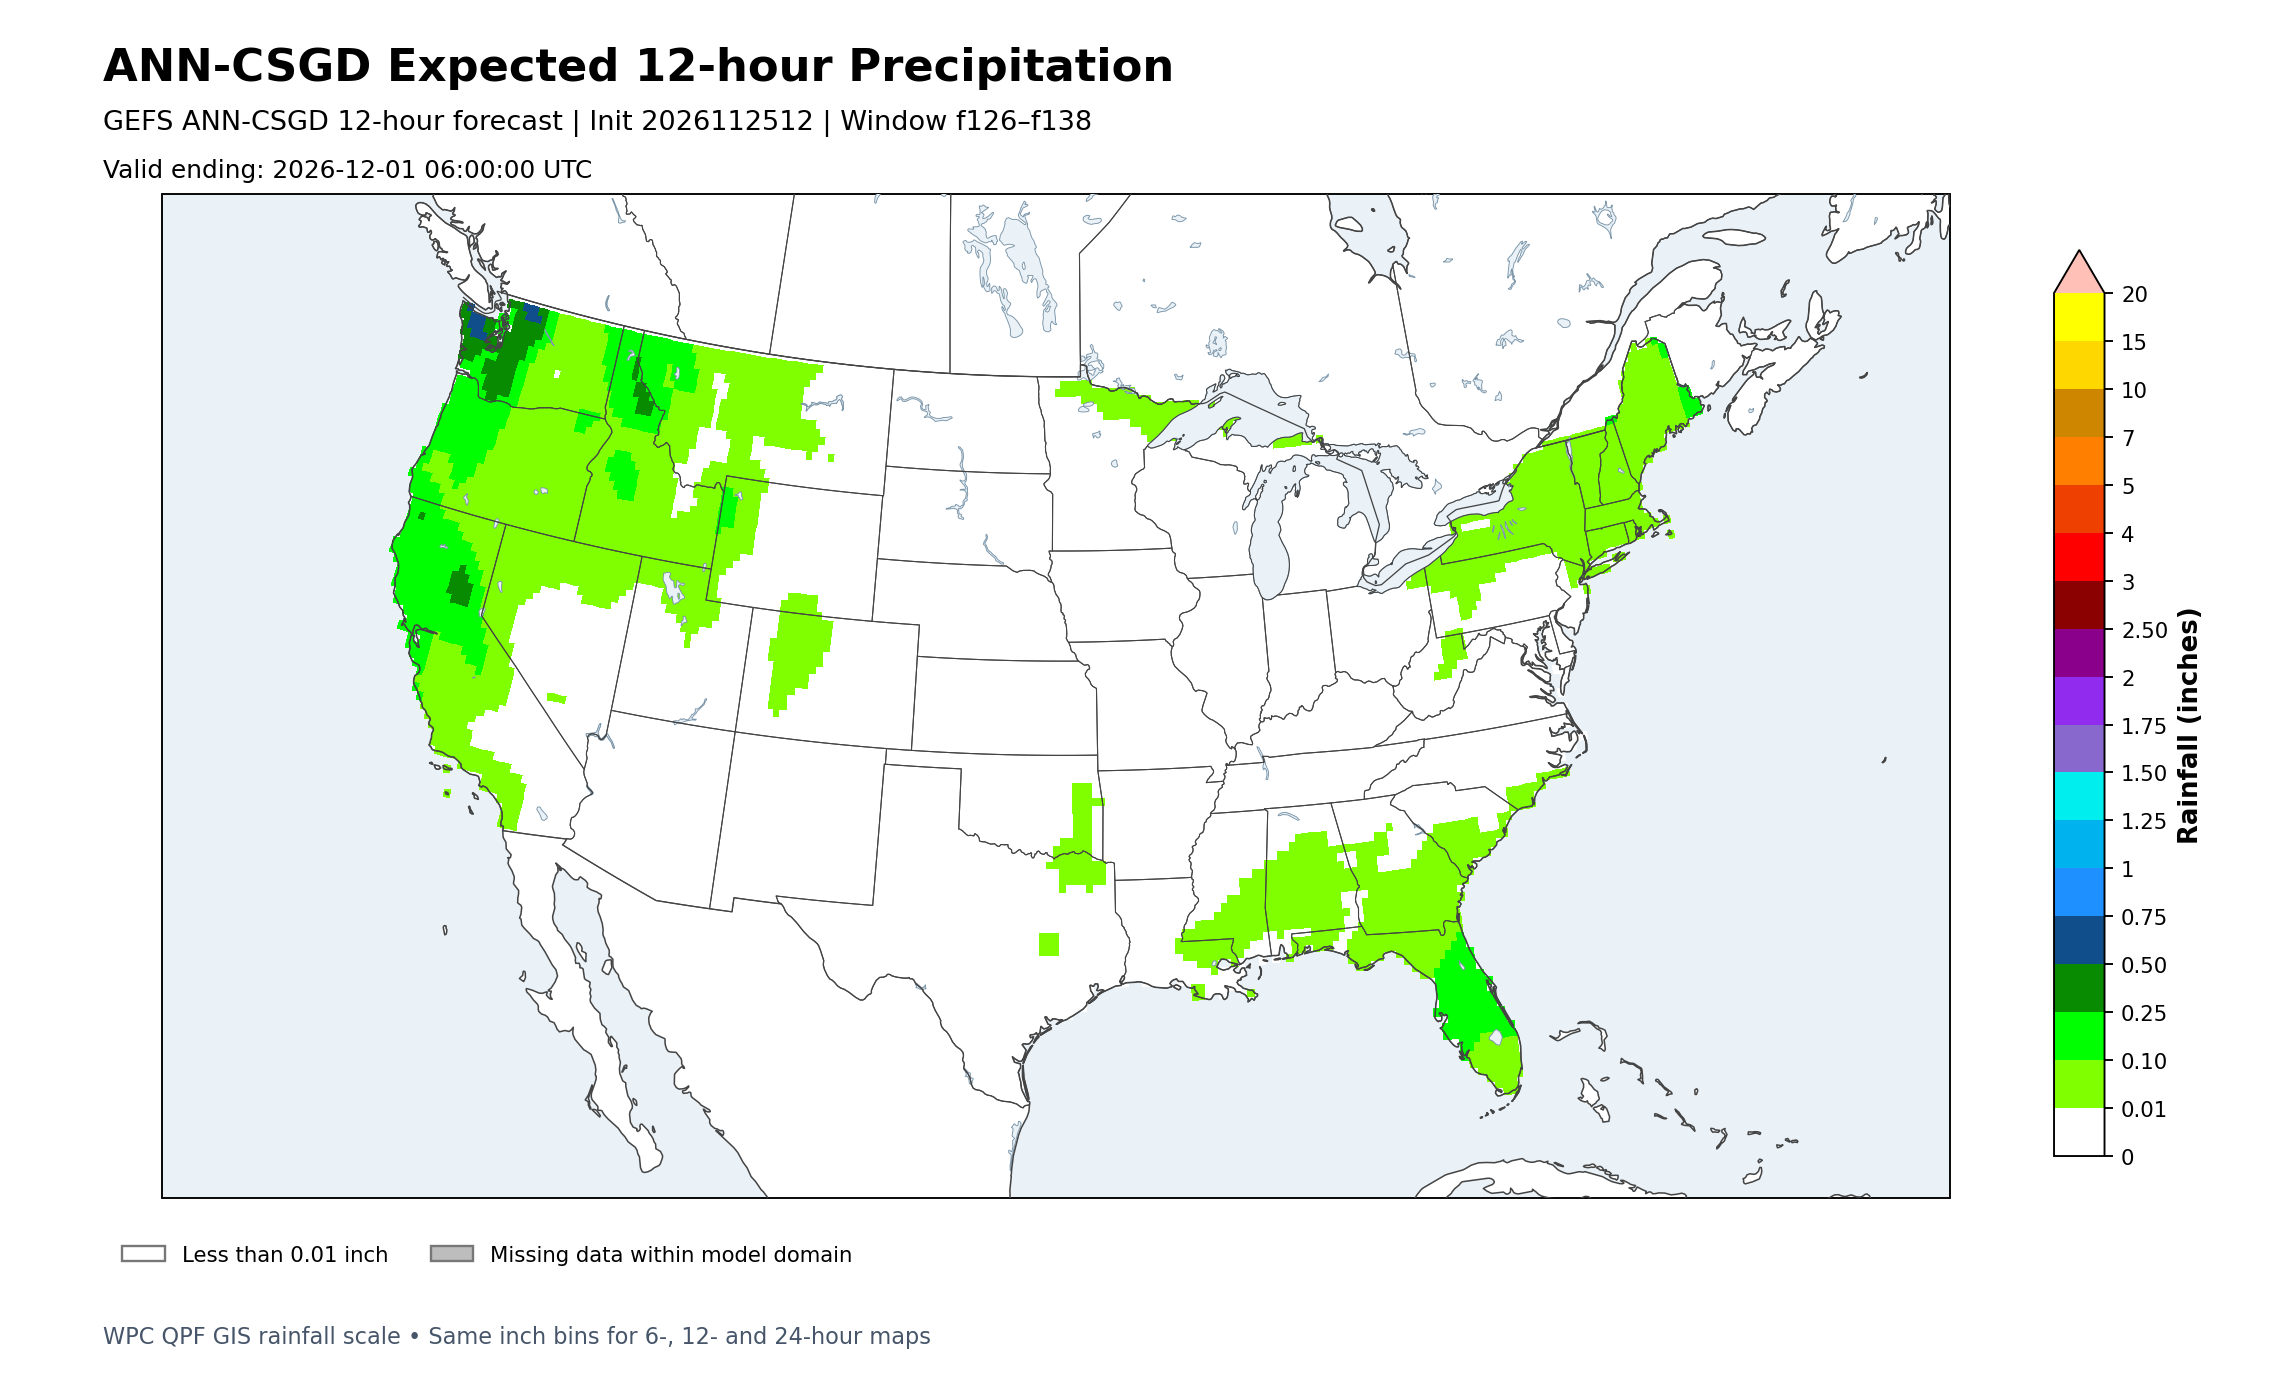 ANN-CSGD Expected 12-hour Precipitation
GEFS ANN-CSGD 12-hour forecast | Init 2026112512 | Window f126–f138
Valid ending: 2026-12-01 06:00:00 UTC
20
15
10
7
5
4
3
2.50
2
1.75
1.50
1.25
1
0.75
0.50
0.25
0.10
0.01
0
Rainfall (inches)
Less than 0.01 inch
Missing data within model domain
WPC QPF GIS rainfall scale • Same inch bins for 6-, 12- and 24-hour maps